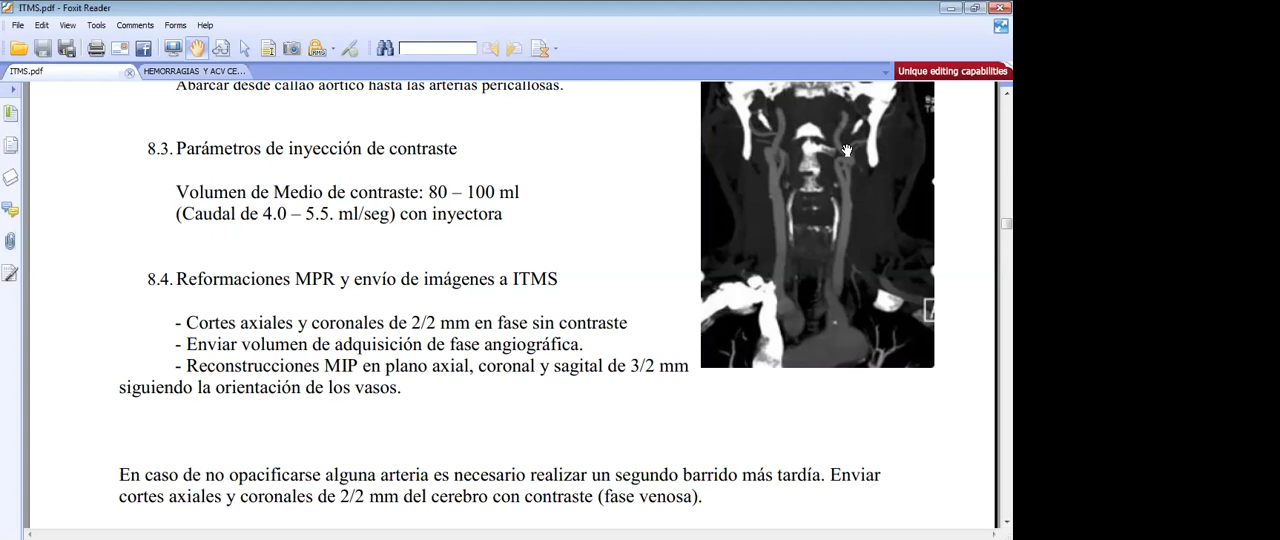 ITMS.pdf - Foxit Reader
File Edit View Tools Comments Forms Help
ITMS.pdf HEMORRAGIAS Y ACV CE... Unique editing capabilities
Abarcar desde callao aórtico hasta las arterias pericallosas.
8.3. Parámetros de inyección de contraste
Volumen de Medio de contraste: 80 – 100 ml
(Caudal de 4.0 – 5.5. ml/seg) con inyectora
8.4. Reformaciones MPR y envío de imágenes a ITMS
- Cortes axiales y coronales de 2/2 mm en fase sin contraste
- Enviar volumen de adquisición de fase angiográfica.
- Reconstrucciones MIP en plano axial, coronal y sagital de 3/2 mm
siguiendo la orientación de los vasos.
En caso de no opacificarse alguna arteria es necesario realizar un segundo barrido más tardía. Enviar
cortes axiales y coronales de 2/2 mm del cerebro con contraste (fase venosa).